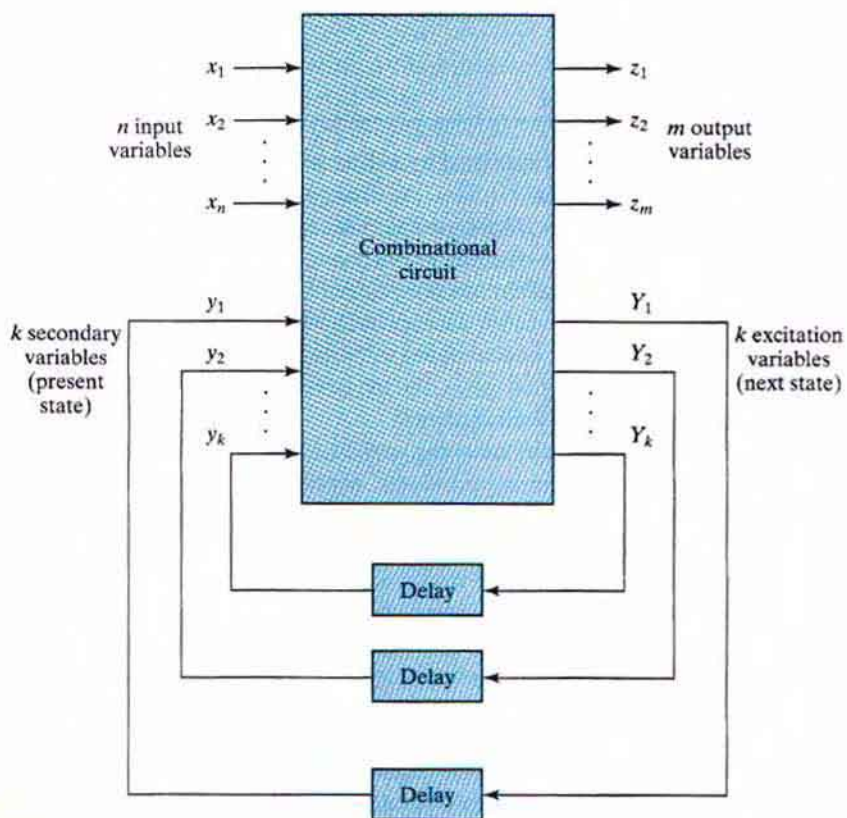 x₁ z₁
n input x₂ z₂ m output
variables variables
xₙ zₘ
Combinational
circuit
y₁ Y₁
k secondary k excitation
variables y₂ Y₂ variables
(present (next state)
state)
yₖ Yₖ
Delay
Delay
Delay